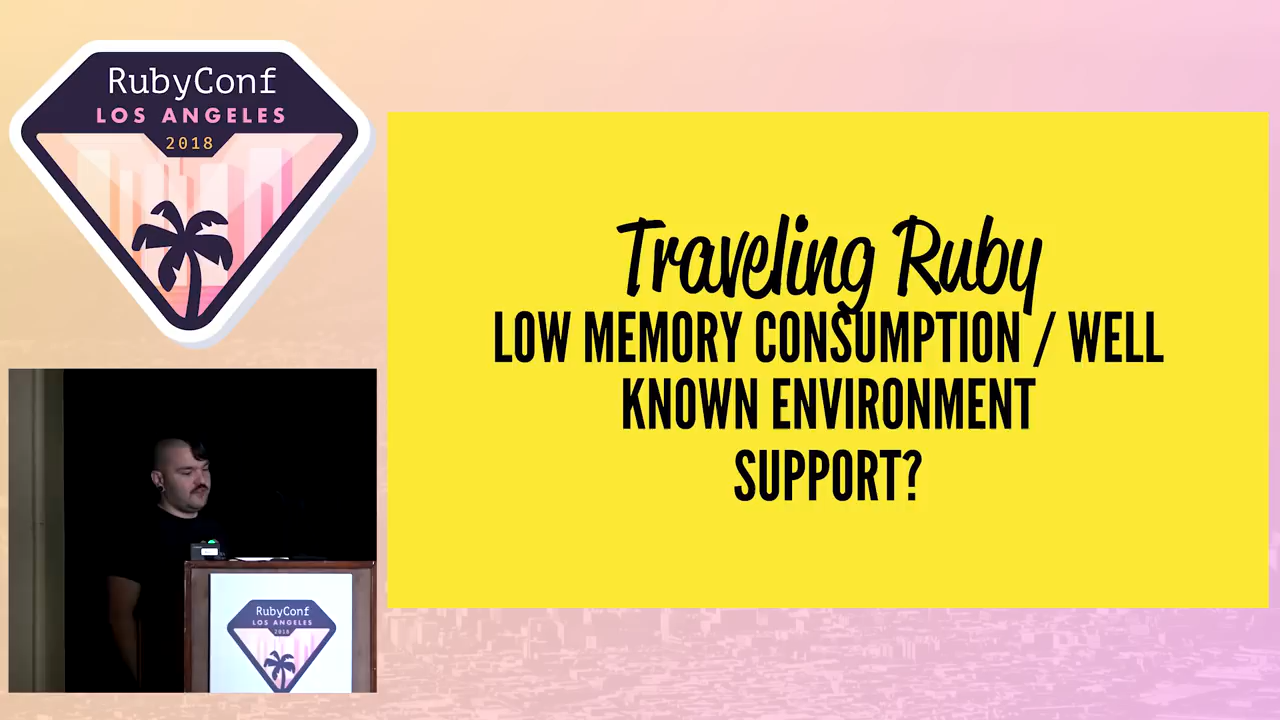 RubyConf
LOS ANGELES
2018
Traveling Ruby
LOW MEMORY CONSUMPTION / WELL
KNOWN ENVIRONMENT
SUPPORT?
RubyConf
LOS ANGELES
2018